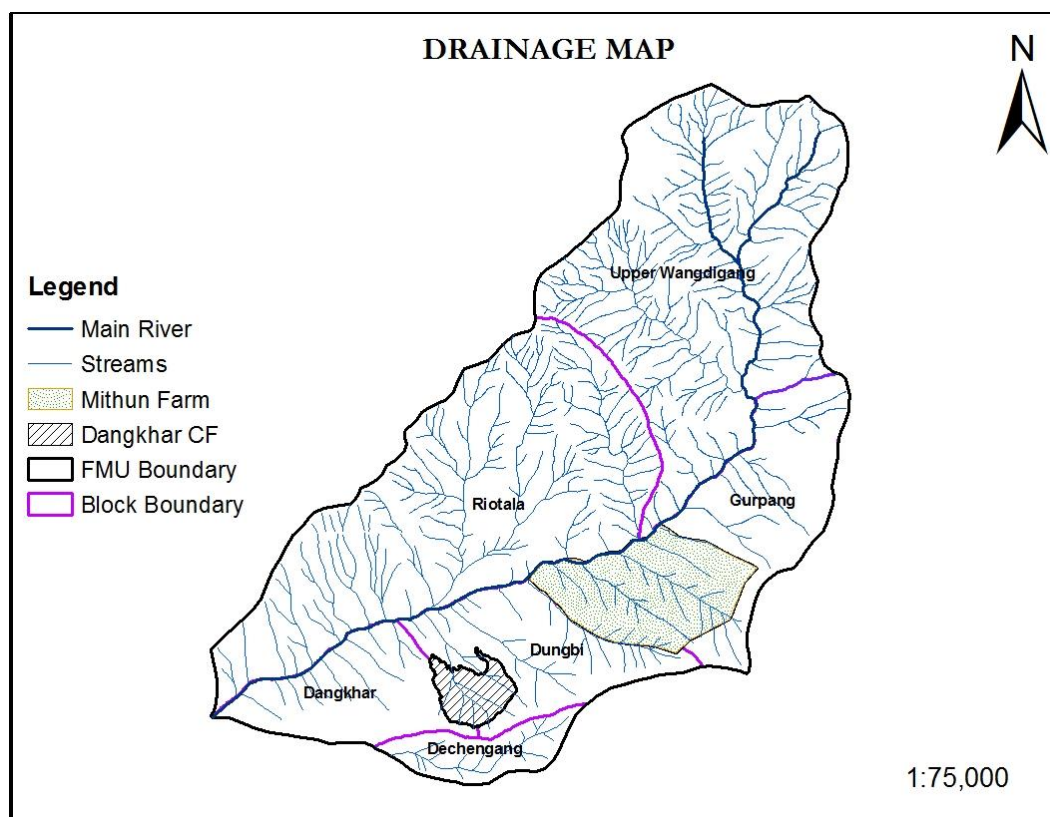 DRAINAGE MAP
N
Upper Wangdigang
Legend
Main River
Streams
Mithun Farm
Dangkhar CF
FMU Boundary
Block Boundary
Riotala
Gurpang
Dungbi
Dangkhar
Dechengang
1:75,000